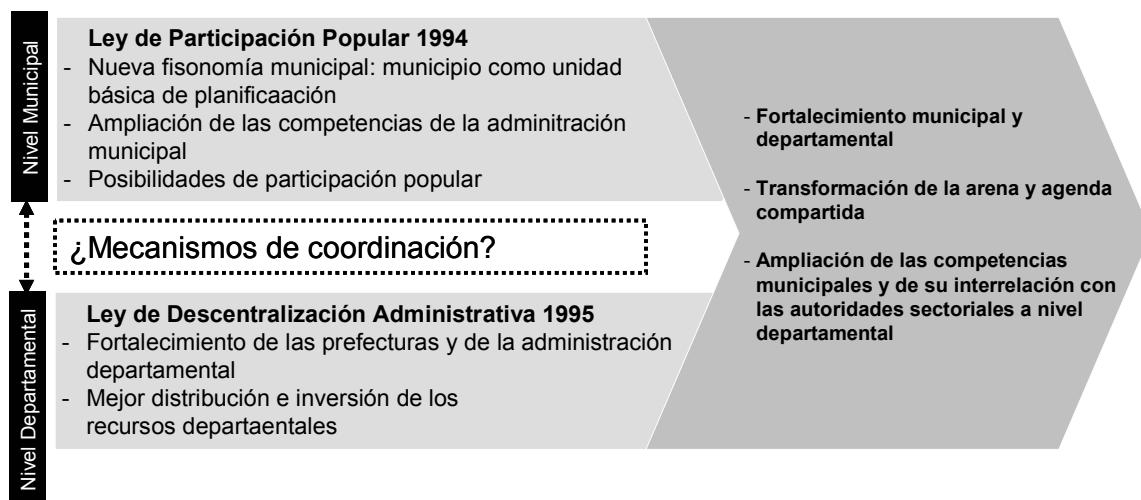 Nivel Municipal
Ley de Participación Popular 1994
- Nueva fisonomía municipal: municipio como unidad
básica de planificaación
- Ampliación de las competencias de la adminitración
municipal
- Posibilidades de participación popular
¿Mecanismos de coordinación?
Nivel Departamental
Ley de Descentralización Administrativa 1995
- Fortalecimiento de las prefecturas y de la administración
departamental
- Mejor distribución e inversión de los
recursos departaentales
- Fortalecimiento municipal y
departamental
- Transformación de la arena y agenda
compartida
- Ampliación de las competencias
municipales y de su interrelación con
las autoridades sectoriales a nivel
departamental